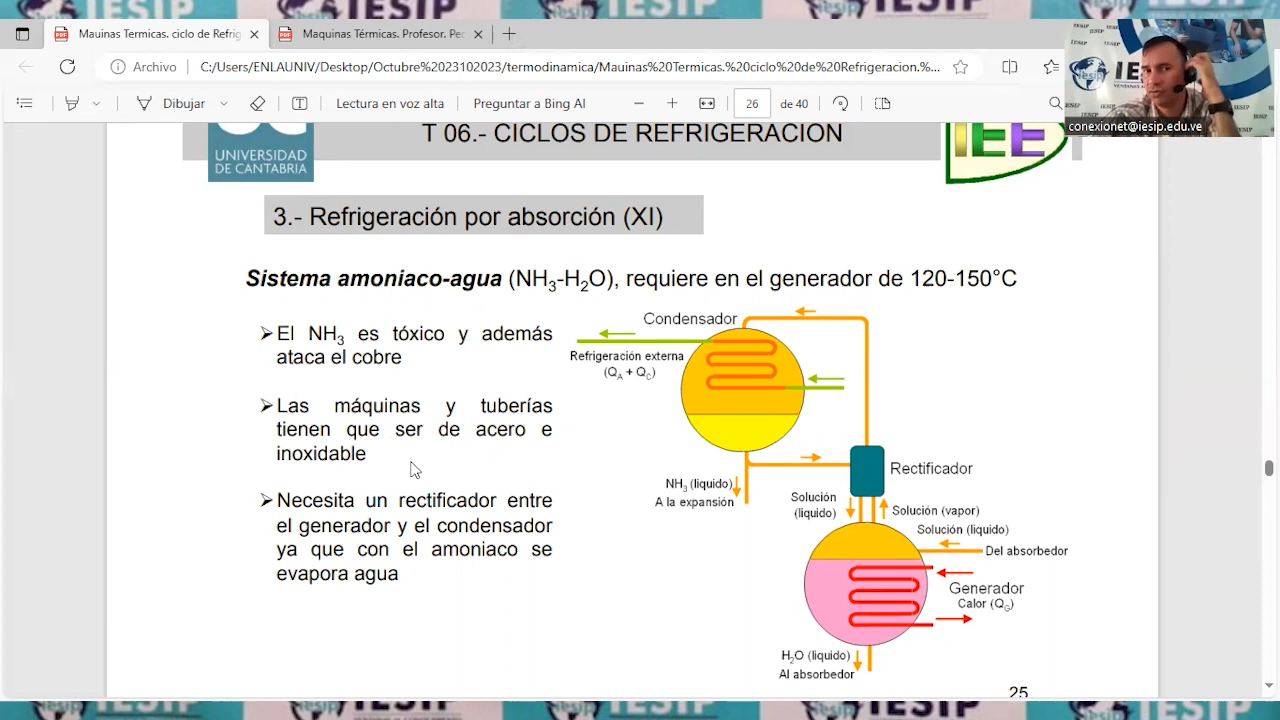 IESIP
Mauinas Termicas. ciclo de Refrig
Maquinas Térmicas. Profesor. Pe
Archivo
C:/Users/ENLAUNIV/Desktop/Octubre%2023102023/termodinamica/Mauinas%20Termicas.%20ciclo%20de%20Refrigeracion.%...
Dibujar
Lectura en voz alta
Preguntar a Bing AI
26
de 40
conexionet@iesip.edu.ve
UNIVERSIDAD
DE CANTABRIA
T 06.- CICLOS DE REFRIGERACION
IEE
3.- Refrigeración por absorción (XI)
Sistema amoniaco-agua (NH3-H2O), requiere en el generador de 120-150°C
➢El NH3 es tóxico y además
ataca el cobre
➢Las máquinas y tuberías
tienen que ser de acero e
inoxidable
➢Necesita un rectificador entre
el generador y el condensador
ya que con el amoniaco se
evapora agua
Condensador
Refrigeración externa
(QA + QC)
NH3 (liquido)
A la expansión
Rectificador
Solución
(liquido)
Solución (vapor)
Solución (liquido)
Del absorbedor
Generador
Calor (QG)
H2O (liquido)
Al absorbedor
25